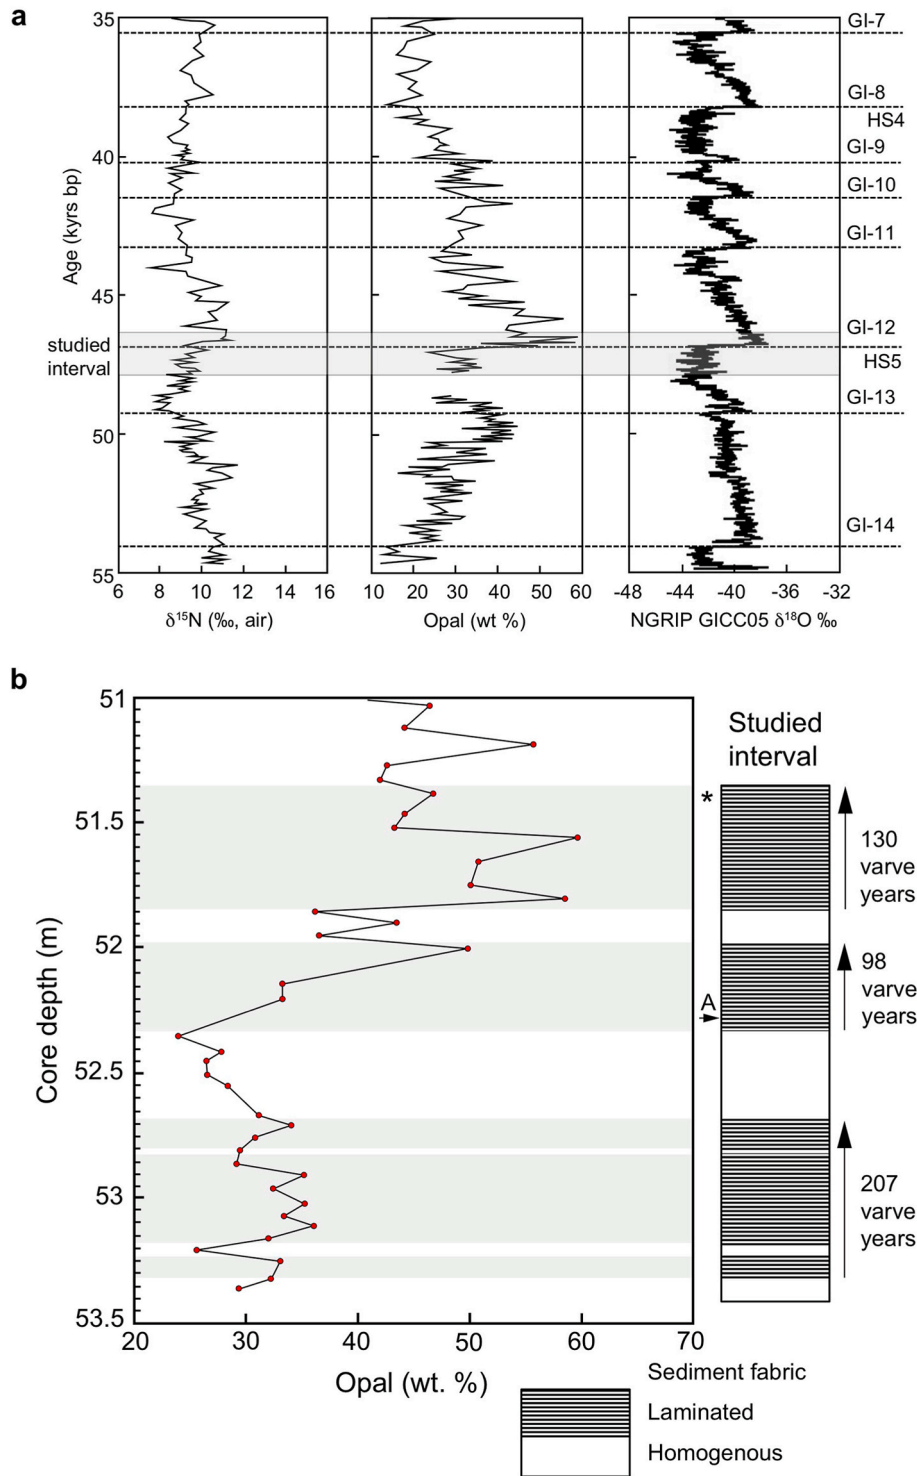 a
35
40
45
50
55
Age (kyrs bp)
studied
interval
6 8 10 12 14 16
δ15N (‰, air)
10 20 30 40 50 60
Opal (wt %)
-48 -44 -40 -36 -32
NGRIP GICC05 δ18O ‰
GI-7
GI-8
HS4
GI-9
GI-10
GI-11
GI-12
HS5
GI-13
GI-14
b
51
51.5
52
52.5
53
53.5
Core depth (m)
20 30 40 50 60 70
Opal (wt. %)
Studied
interval
*
130
varve
years
98
varve
years
A
207
varve
years
Sediment fabric
Laminated
Homogenous